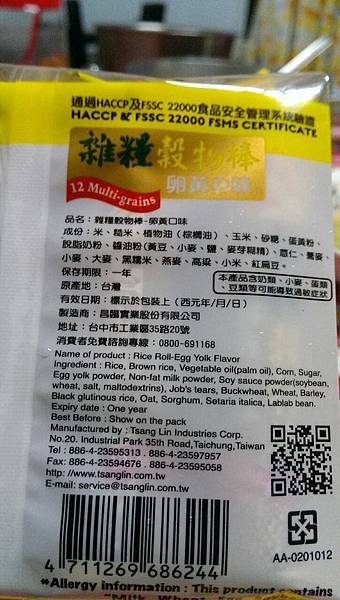 通過HACCP及FSSC 22000食品安全管理系統驗證
HACCP & FSSC 22000 FSMS CERTIFICATE
雜糧穀物棒
12 Multi-grains
卵黃の味
品名：雜糧穀物棒-卵黃口味
成份：米、糙米、植物油（棕櫚油）、玉米、砂糖、蛋黃粉、
脫脂奶粉、醬油粉（黃豆、小麥、鹽、麥芽糊精）、薏仁、蕎麥、
小麥、大麥、黑糯米、燕麥、高粱、小米、紅扁豆。
保存期限：一年
本產品含奶類、小麥、蛋類
、豆類等可能導致過敏症狀
原產地：台灣
有效日期：標示於包裝上（西元年/月/日）
製造商：昌臨實業股份有限公司
地址：台中市工業區35路20號
消費者免費諮詢專線：0800-691168
Name of product : Rice Roll-Egg Yolk Flavor
Ingredient : Rice, Brown rice, Vegetable oil(palm oil), Corn, Sugar,
Egg yolk powder, Non-fat milk powder, Soy sauce powder(soybean,
wheat, salt, maltodextrins), Job's tears, Buckwheat, Wheat, Barley,
Black glutinous rice, Oat, Sorghum, Setaria italica, Lablab bean.
Expiry date : One year
Best Before : Show on the pack
Manufactured by : Tsang Lin Industries Corp.
No.20. Industrial Park 35th Road,Taichung,Taiwan
Tel : 886-4-23595313 . 886-4-23597957
Fax: 886-4-23594676 . 886-4-23595058
http: //www.tsanglin.com.tw
E-mail: service@tsanglin.com.tw
4 711269 686244
AA-0201012
*Allergy information : This product contains
"Milk, Wheat,